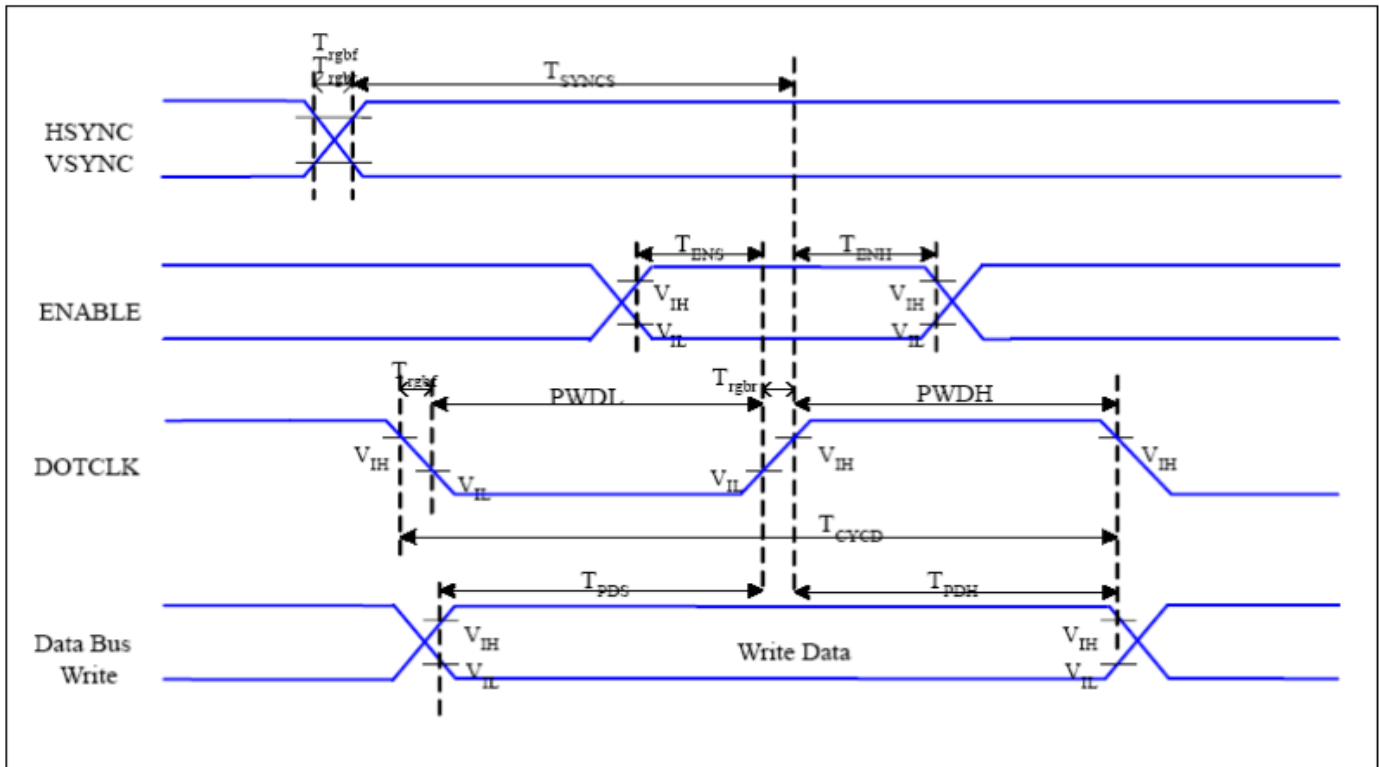 Trgbf
Trgbr
TSYNCS
HSYNC
VSYNC
TENS
TENH
VIH
VIH
ENABLE
VIL
VIL
Trgbf
PWDL
Trgbr
PWDH
VIH
VIH
VIH
DOTCLK
VIL
VIL
TCYCD
TPDS
TPDH
Data Bus
Write
VIH
Write Data
VIH
VIL
VIL